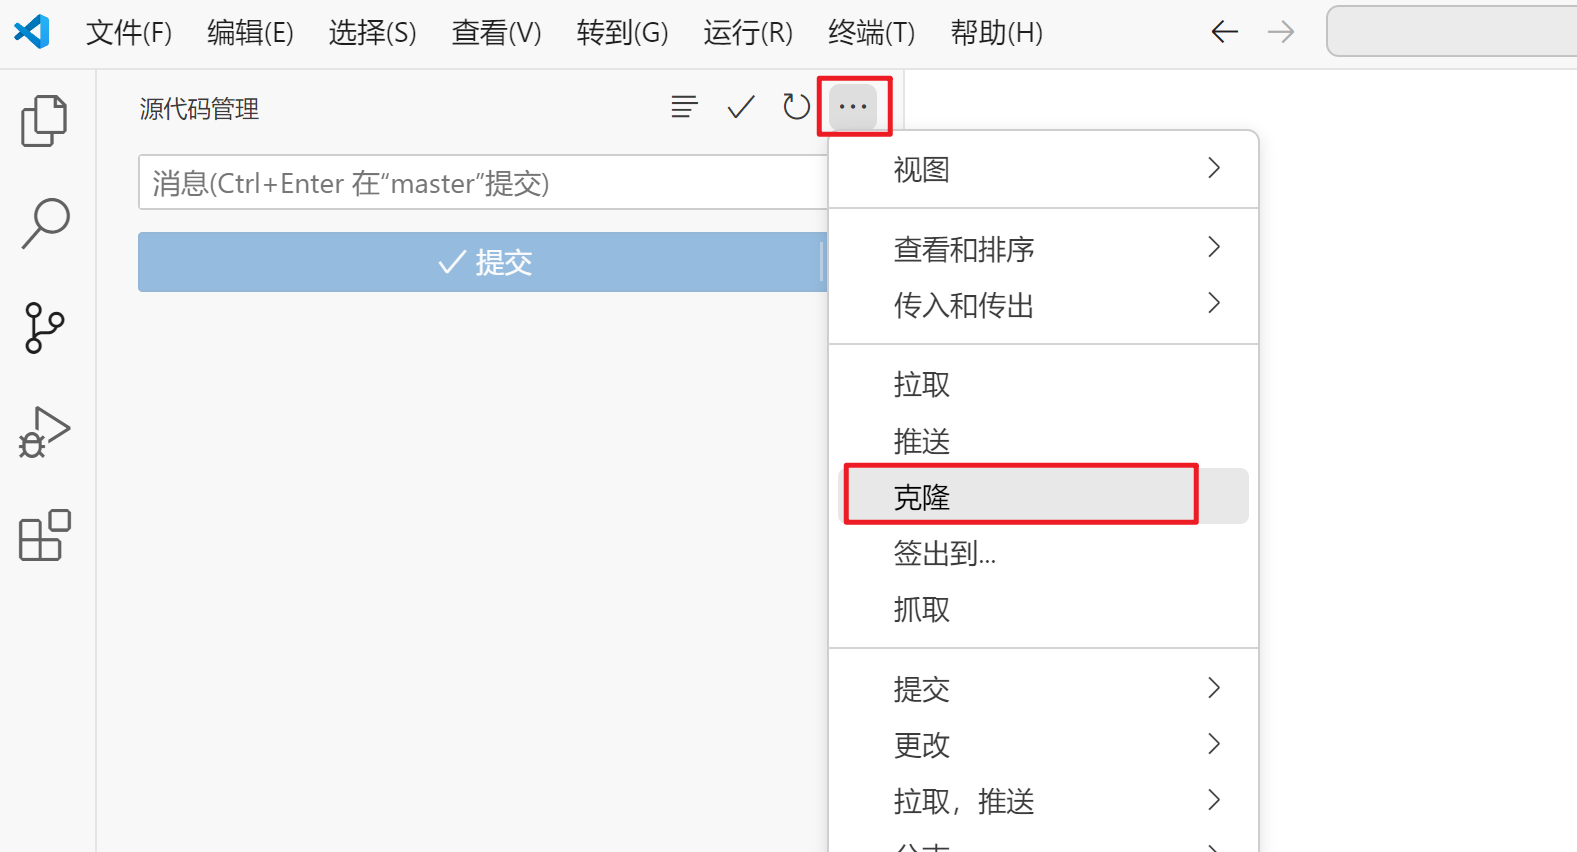 文件(F) 编辑(E) 选择(S) 查看(V) 转到(G) 运行(R) 终端(T) 帮助(H)
源代码管理
消息(Ctrl+Enter 在“master”提交)
提交
视图
查看和排序
传入和传出
拉取
推送
克隆
签出到...
抓取
提交
更改
拉取，推送